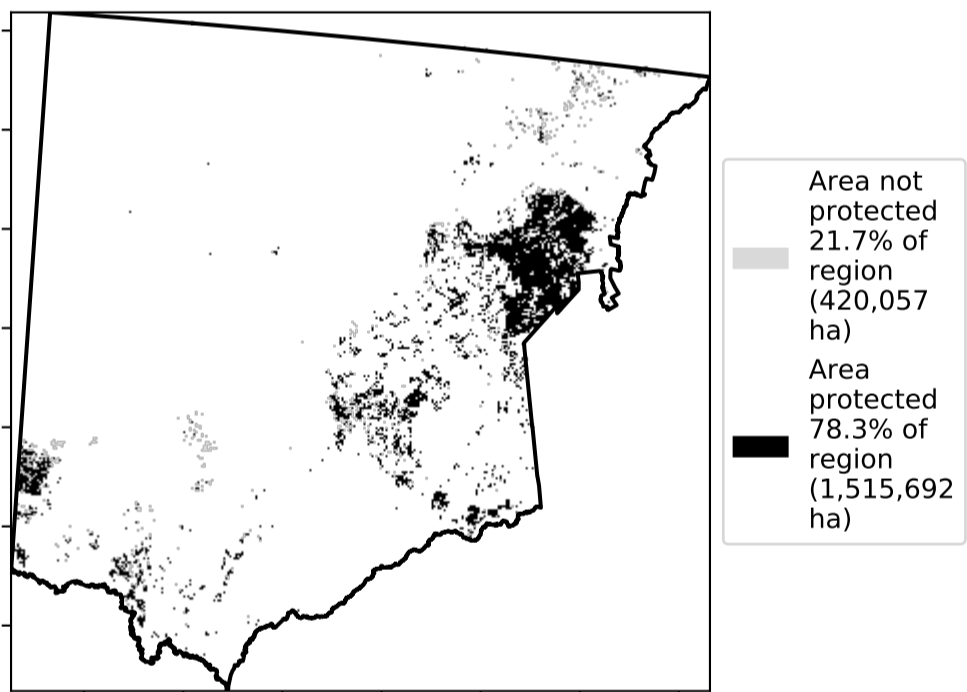 Area not
protected
21.7% of
region
(420,057
ha)
Area
protected
78.3% of
region
(1,515,692
ha)